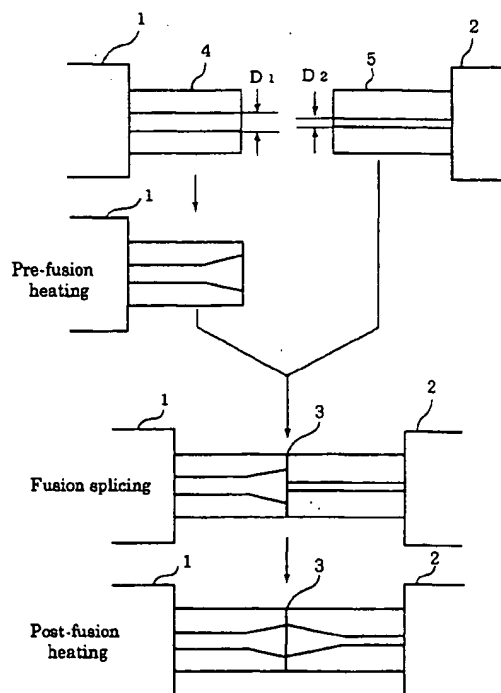 1
2
4
D1
D2
5
1
Pre-fusion
heating
1
3
2
Fusion splicing
1
3
2
Post-fusion
heating